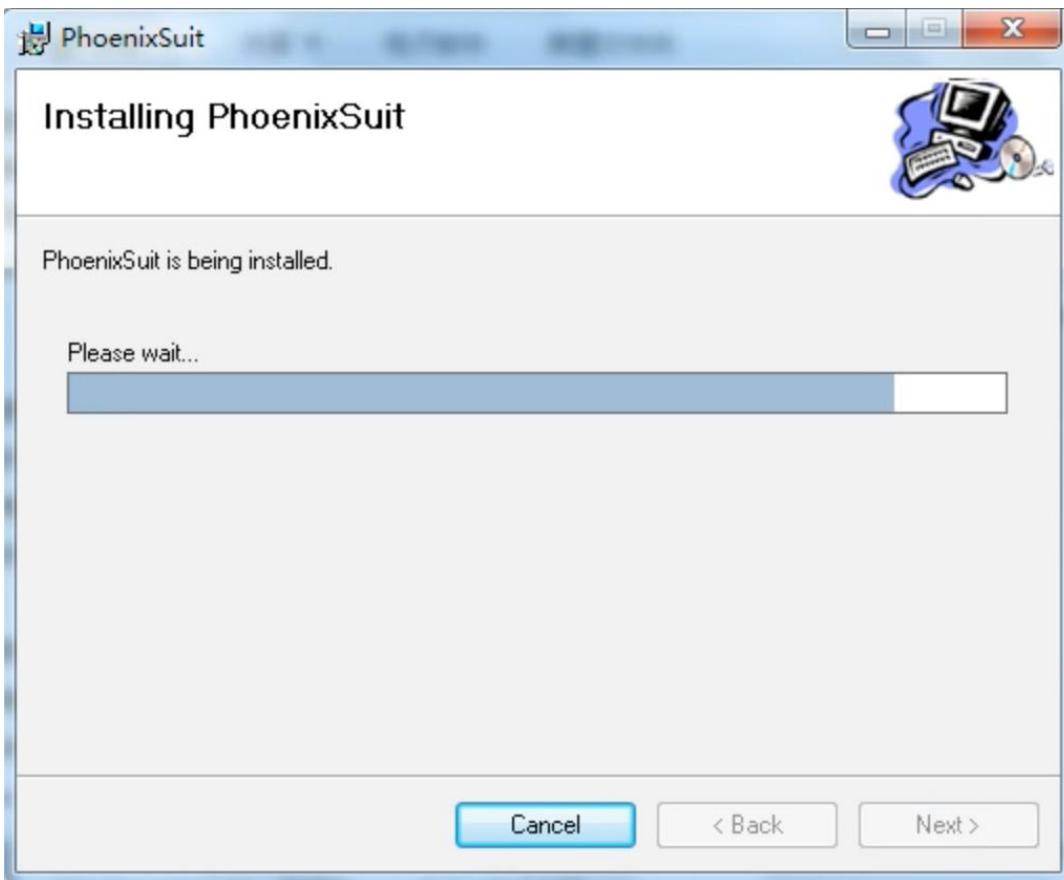 PhoenixSuit
Installing PhoenixSuit
PhoenixSuit is being installed.
Please wait...
Cancel
< Back
Next >